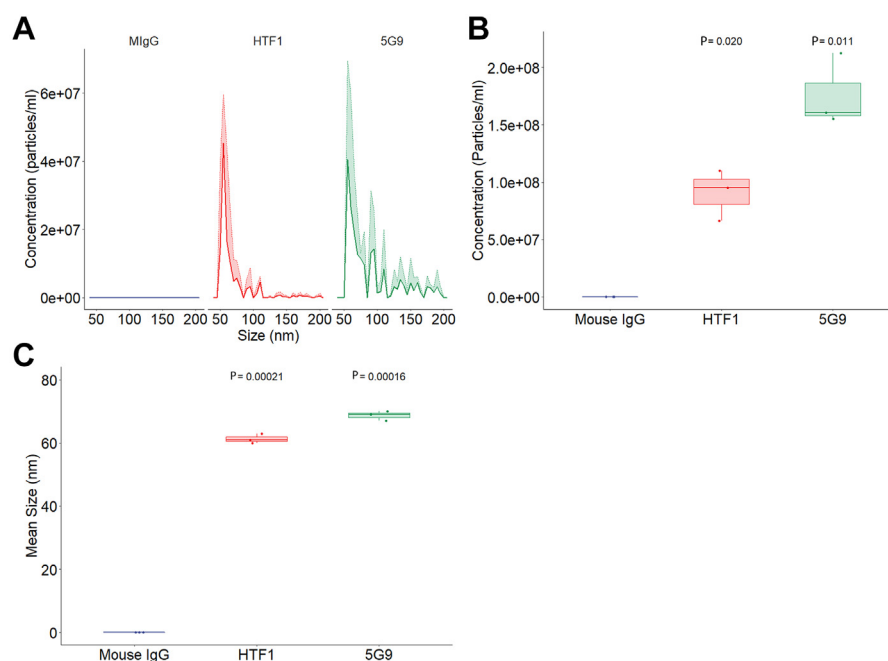 A
MIgG
HTF1
5G9
Concentration (particles/ml)
6e+07
4e+07
2e+07
0e+00
50 100 150 200 50 100 150 200 50 100 150 200
Size (nm)
B
P= 0.020
P= 0.011
Concentration (Particles/ml)
2.0e+08
1.5e+08
1.0e+08
5.0e+07
0.0e+00
Mouse IgG
HTF1
5G9
C
P= 0.00021
P= 0.00016
Mean Size (nm)
80
60
40
20
0
Mouse IgG
HTF1
5G9